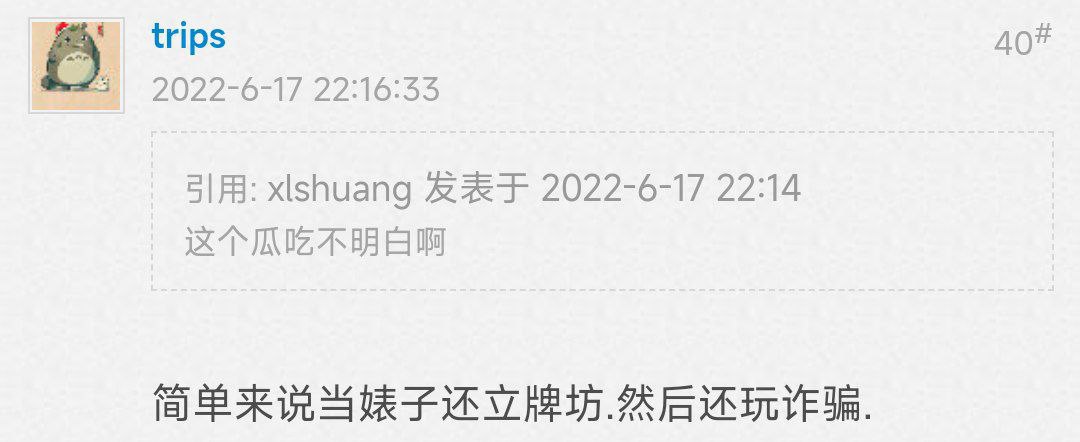 trips
40#
2022-6-17 22:16:33
引用: xlshuang 发表于 2022-6-17 22:14
这个瓜吃不明白啊
简单来说当婊子还立牌坊.然后还玩诈骗.